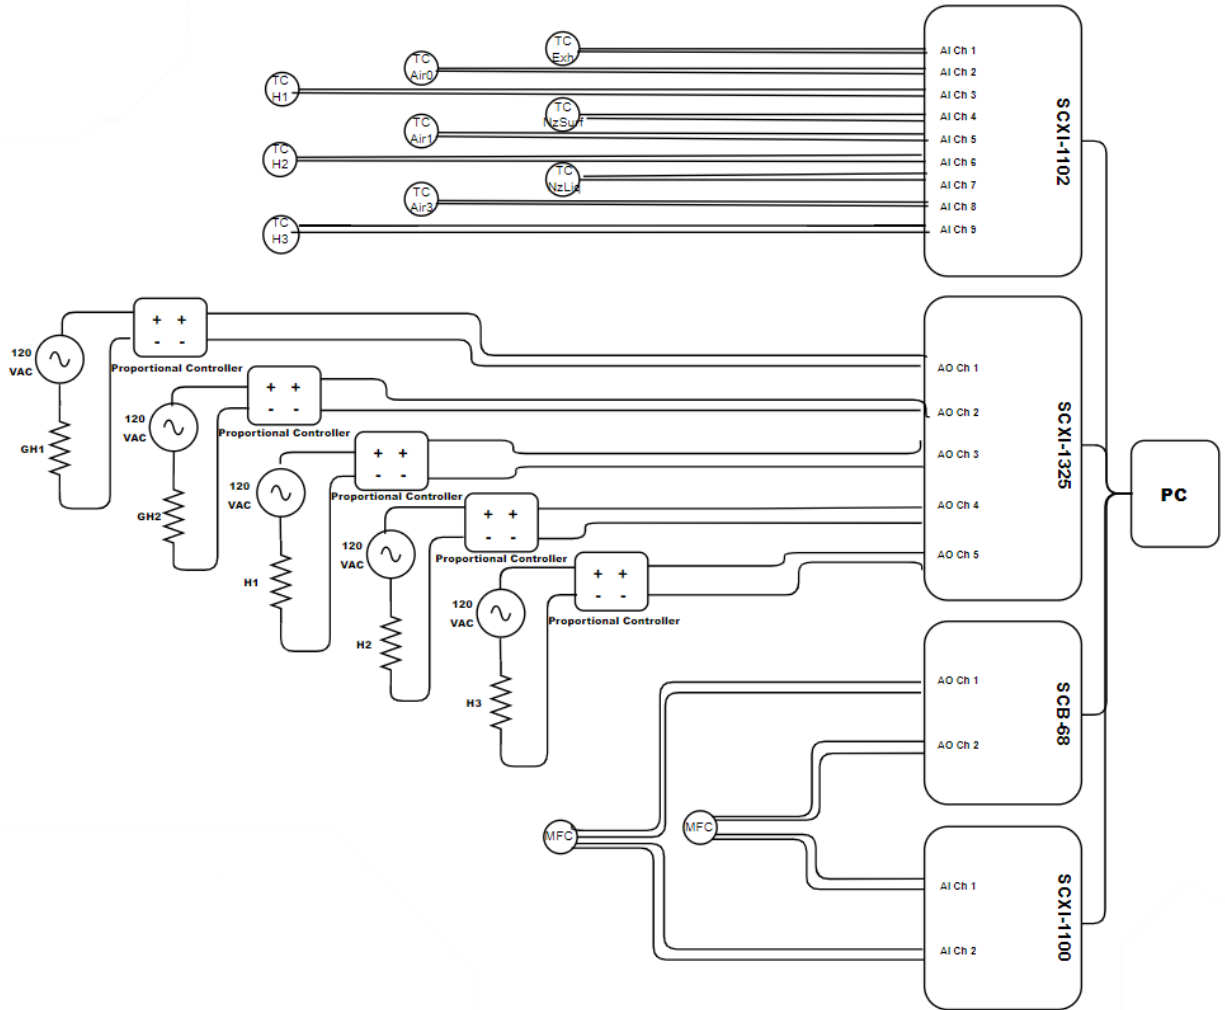 TC
Exh
AI Ch 1
TC
Air0
AI Ch 2
TC
H1
AI Ch 3
TC
NzSurf
AI Ch 4
TC
Air1
AI Ch 5
TC
H2
AI Ch 6
TC
NzLiq
AI Ch 7
TC
Air3
AI Ch 8
TC
H3
AI Ch 9
SCXI-1102
120
VAC
GH1
+ +
- -
Proportional Controller
AO Ch 1
120
VAC
GH2
+ +
- -
Proportional Controller
AO Ch 2
120
VAC
H1
+ +
- -
Proportional Controller
AO Ch 3
120
VAC
H2
+ +
- -
Proportional Controller
AO Ch 4
120
VAC
H3
+ +
- -
Proportional Controller
AO Ch 5
SCXI-1325
PC
AO Ch 1
AO Ch 2
SCB-68
MFC
MFC
AI Ch 1
AI Ch 2
SCXI-1100